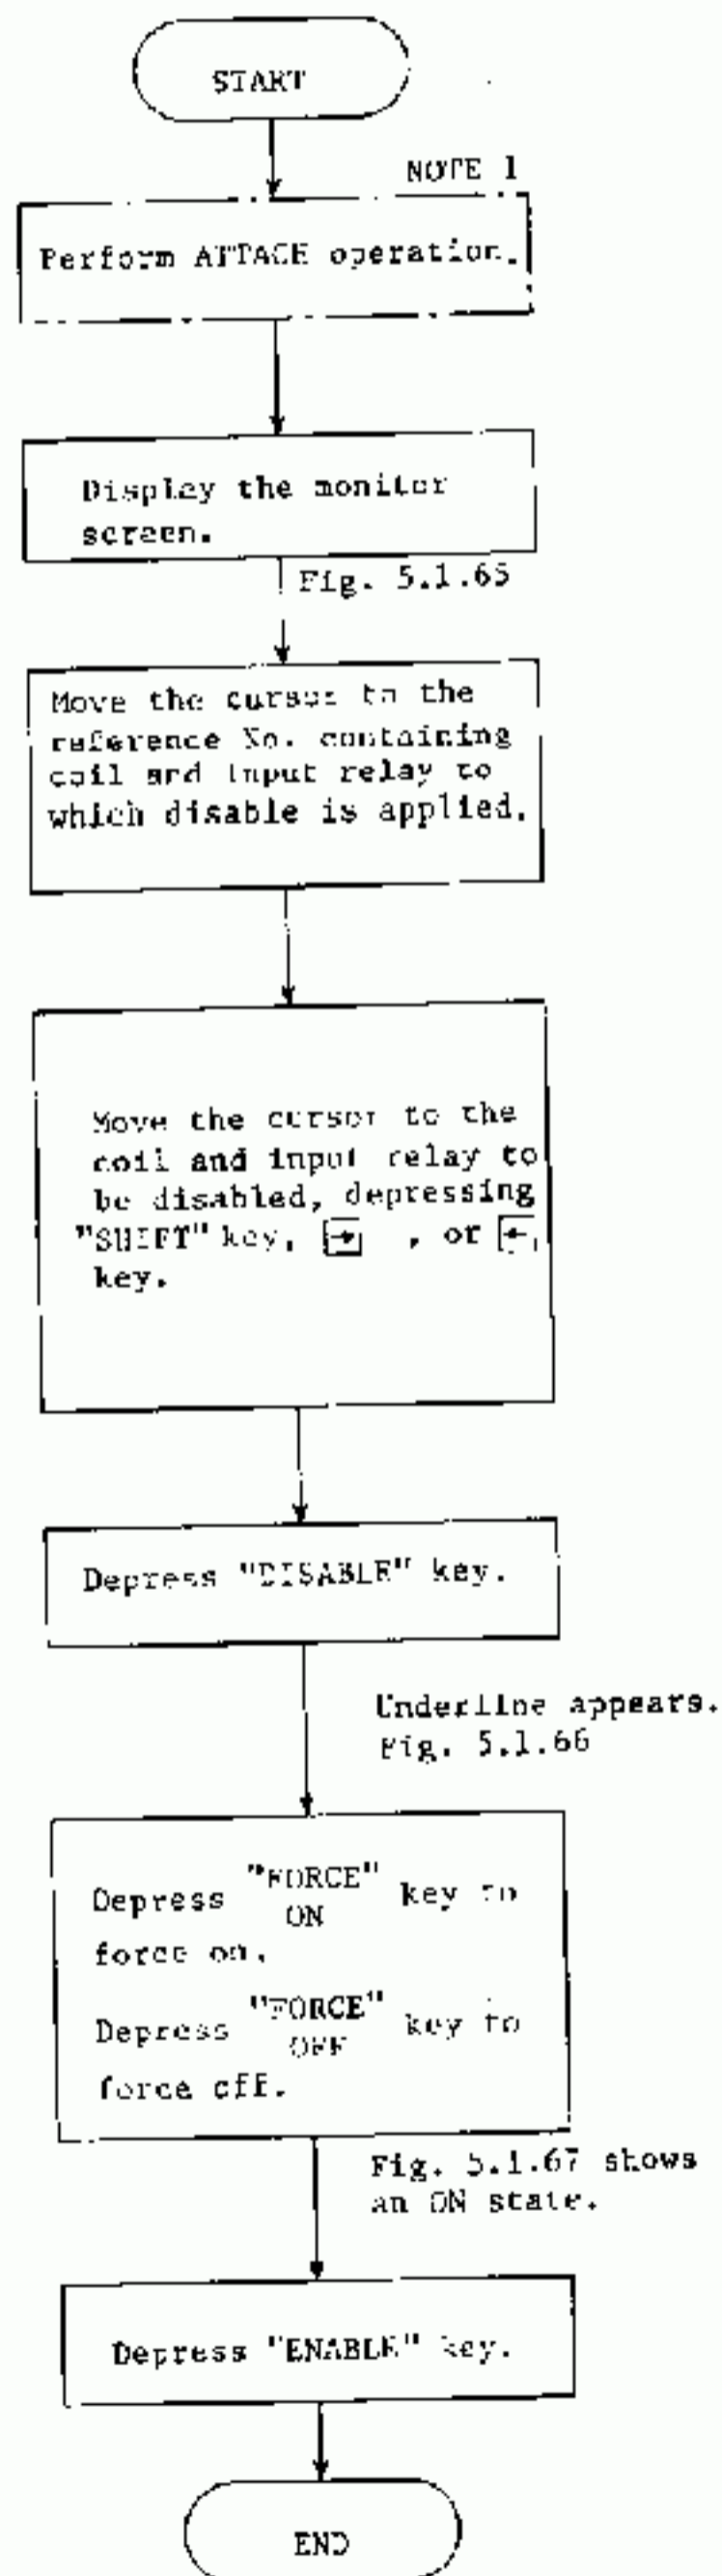 START
NOTE 1
Perform ATTACH operation.
Display the monitor
screen.
Fig. 5.1.65
Move the cursor to the
reference No. containing
coil and input relay to
which disable is applied.
Move the cursor to the
coil and input relay to
be disabled, depressing
"SHIFT" key, → , or ←
key.
Depress "DISABLE" key.
Underline appears.
Fig. 5.1.66
Depress "FORCE" key to
ON
force on.
Depress "FORCE" key to
OFF
force off.
Fig. 5.1.67 shows
an ON state.
Depress "ENABLE" key.
END